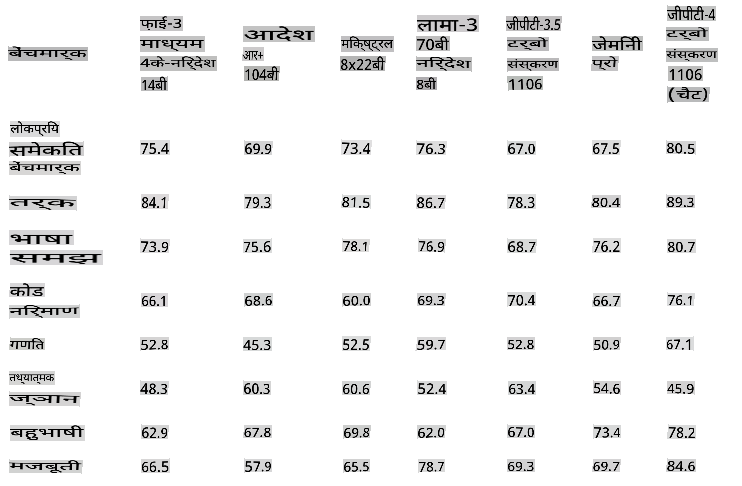 बेंचमार्क
फ़ाई-3
माध्यम
4के-निर्देश
14बी
आदेश
आर+
104बी
मिक्स्ट्रल
8x22बी
लामा-3
70बी
निर्देश
8बी
जीपीटी-3.5
टर्बो
संस्करण
1106
जेमिनी
प्रो
जीपीटी-4
टर्बो
संस्करण
1106
(चैट)
लोकप्रिय
समेकित
बेंचमार्क
75.4 69.9 73.4 76.3 67.0 67.5 80.5
तर्क 84.1 79.3 81.5 86.7 78.3 80.4 89.3
भाषा
समझ
73.9 75.6 78.1 76.9 68.7 76.2 80.7
कोड
निर्माण
66.1 68.6 60.0 69.3 70.4 66.7 76.1
गणित 52.8 45.3 52.5 59.7 52.8 50.9 67.1
तथ्यात्मक
ज्ञान
48.3 60.3 60.6 52.4 63.4 54.6 45.9
बहुभाषी 62.9 67.8 69.8 62.0 67.0 73.4 78.2
मजबूती 66.5 57.9 65.5 78.7 69.3 69.7 84.6